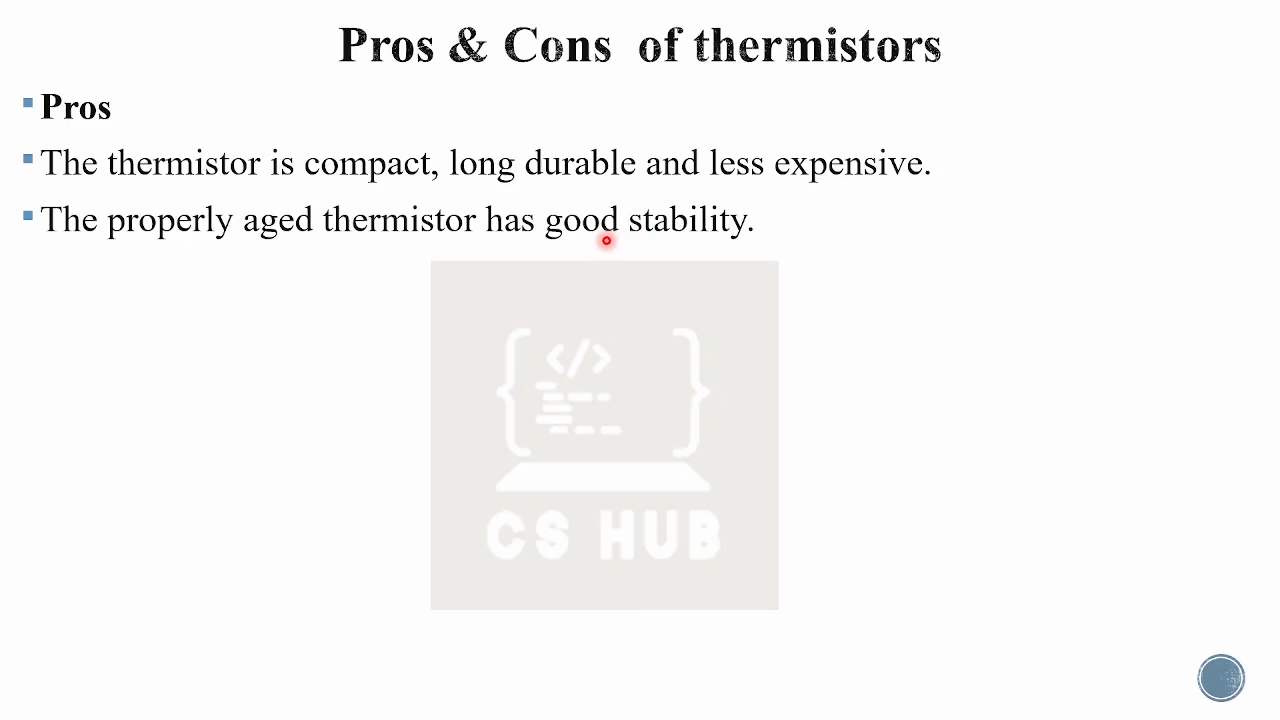 Pros & Cons of thermistors
Pros
The thermistor is compact, long durable and less expensive.
The properly aged thermistor has good stability.
</>
CS HUB